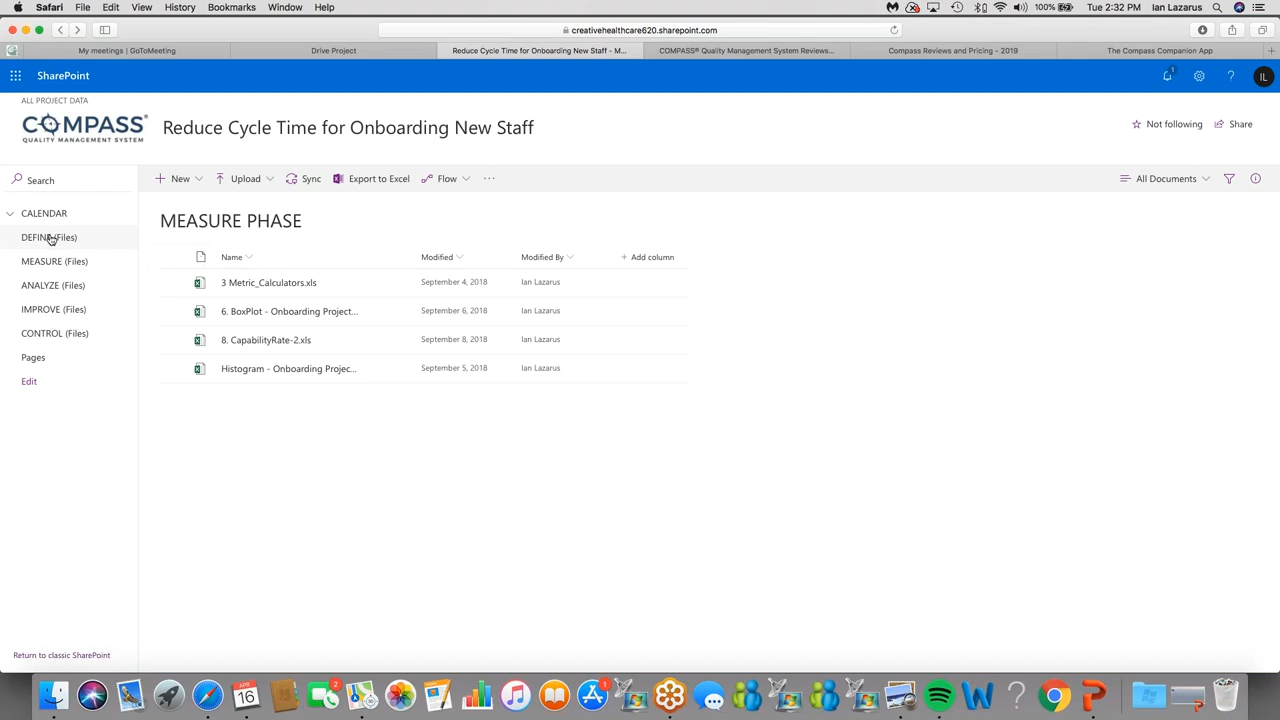 Safari File Edit View History Bookmarks Window Help
100% Tue 2:32 PM Ian Lazarus
creativehealthcare620.sharepoint.com
My meetings | GoToMeeting
Drive Project
Reduce Cycle Time for Onboarding New Staff - M...
COMPASS® Quality Management System Reviews...
Compass Reviews and Pricing - 2019
The Compass Companion App
SharePoint
1
IL
ALL PROJECT DATA
COMPASS®
QUALITY MANAGEMENT SYSTEM
Reduce Cycle Time for Onboarding New Staff
Not following
Share
Search
New
Upload
Sync
Export to Excel
Flow
...
All Documents
CALENDAR
DEFINE (Files)
MEASURE (Files)
ANALYZE (Files)
IMPROVE (Files)
CONTROL (Files)
Pages
Edit
MEASURE PHASE
Name Modified Modified By + Add column
3 Metric_Calculators.xls September 4, 2018 Ian Lazarus
6. BoxPlot - Onboarding Project... September 6, 2018 Ian Lazarus
8. CapabilityRate-2.xls September 8, 2018 Ian Lazarus
Histogram - Onboarding Projec... September 5, 2018 Ian Lazarus
Return to classic SharePoint
APR
16
2
1